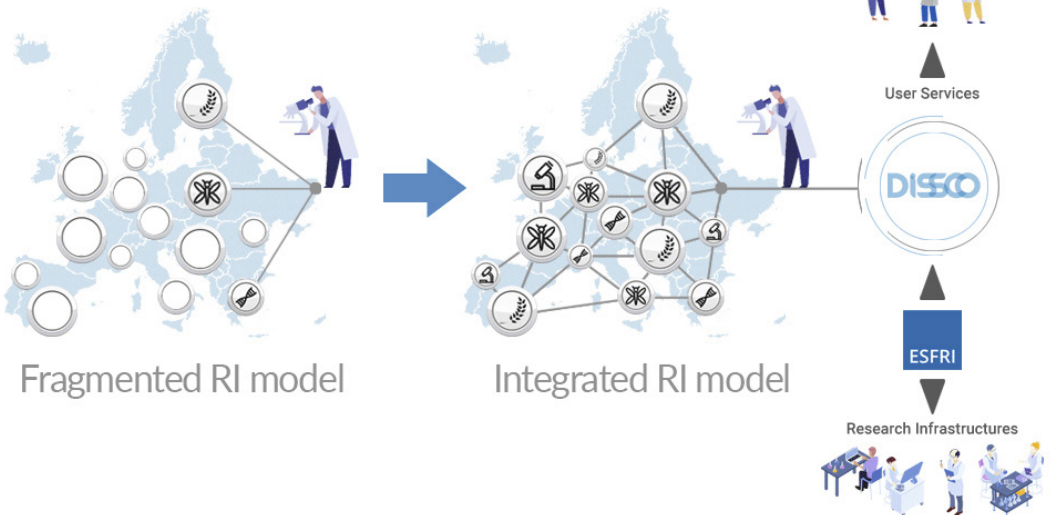 User Services
DiSSCo
ESFRI
Fragmented RI model
Integrated RI model
Research Infrastructures